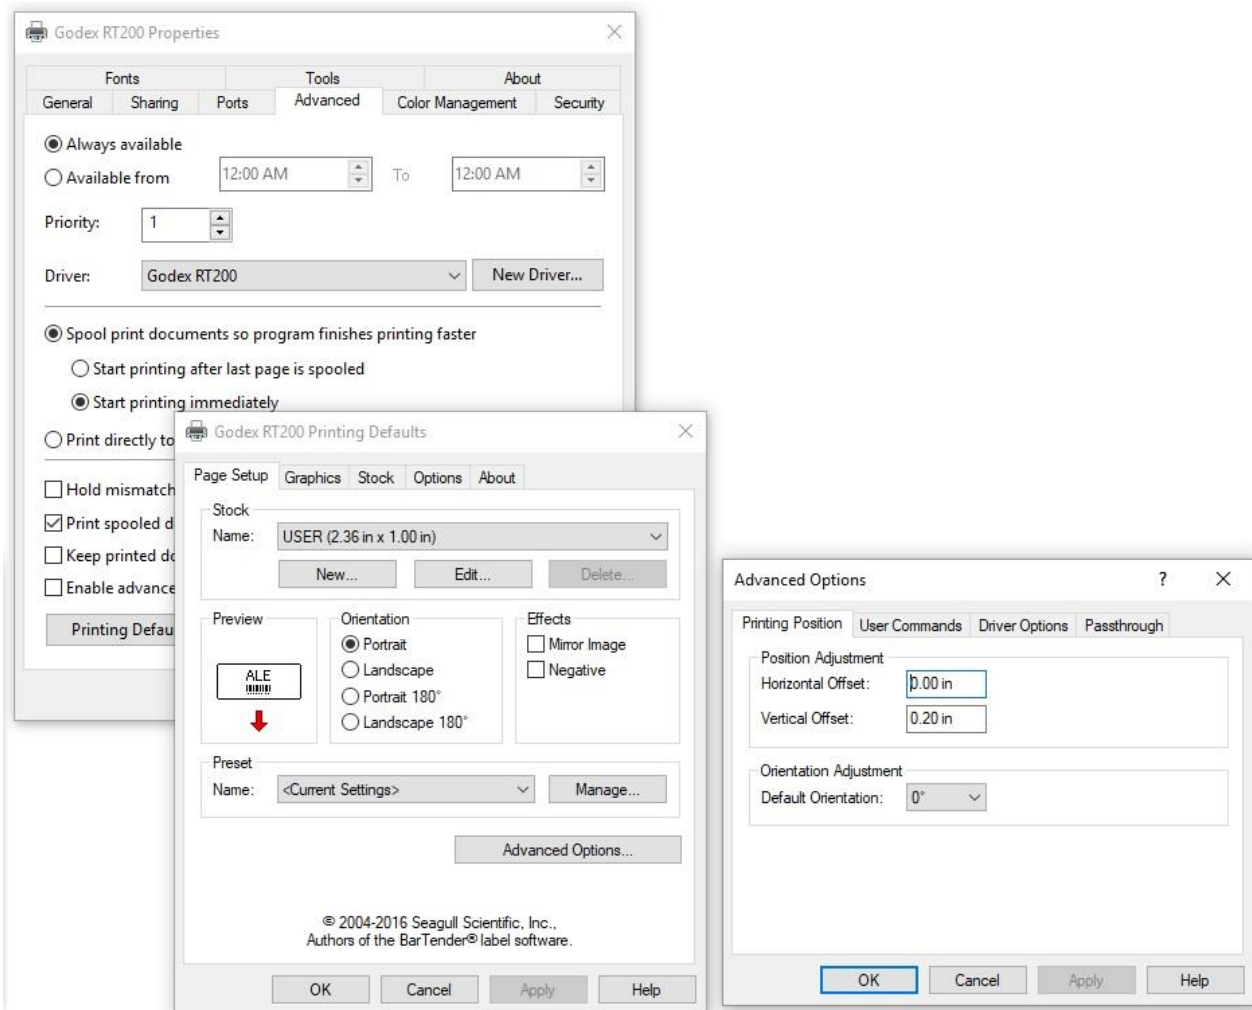 Godex RT200 Properties
Fonts Tools About
General Sharing Ports Advanced Color Management Security
Always available
Available from 12:00 AM To 12:00 AM
Priority: 1
Driver: Godex RT200 New Driver...
Spool print documents so program finishes printing faster
Start printing after last page is spooled
Start printing immediately
Print directly to
Hold mismatch
Print spooled d
Keep printed do
Enable advance
Printing Defau
Godex RT200 Printing Defaults
Page Setup Graphics Stock Options About
Stock
Name: USER (2.36 in x 1.00 in)
New... Edit... Delete...
Preview
ALE
Orientation
Portrait
Landscape
Portrait 180°
Landscape 180°
Effects
Mirror Image
Negative
Preset
Name: <Current Settings> Manage...
Advanced Options...
© 2004-2016 Seagull Scientific, Inc.,
Authors of the BarTender® label software.
OK Cancel Apply Help
Advanced Options ?
Printing Position User Commands Driver Options Passthrough
Position Adjustment
Horizontal Offset: 0.00 in
Vertical Offset: 0.20 in
Orientation Adjustment
Default Orientation: 0°
OK Cancel Apply Help